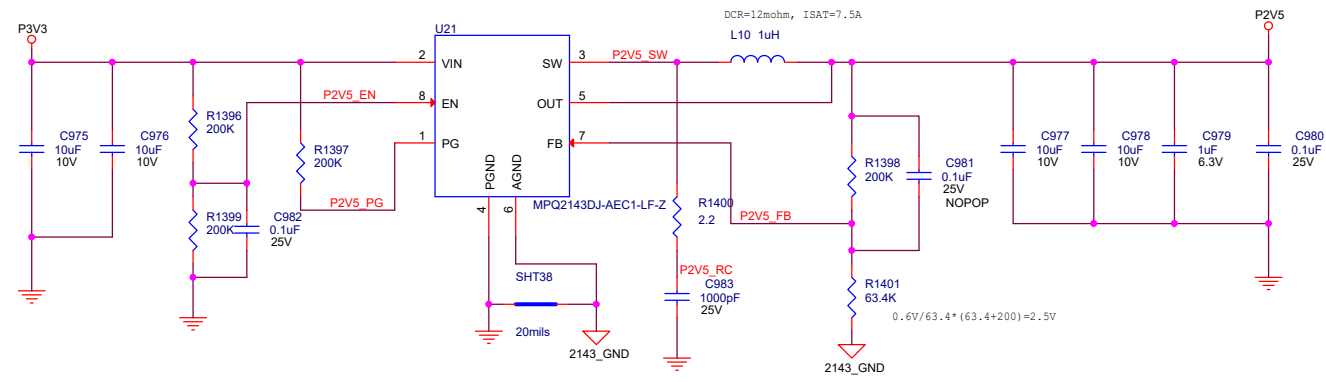 DCR=12mohm, ISAT=7.5A
P3V3
U21
L10 1uH
P2V5
2
VIN
SW
3
P2V5_SW
P2V5_EN
8
EN
OUT
5
R1396
200K
C975
10uF
10V
C976
10uF
10V
R1397
200K
1
PG
FB
7
PGND
AGND
R1398
200K
C981
0.1uF
25V
NOPOP
C977
10uF
10V
C978
10uF
10V
C979
1uF
6.3V
C980
0.1uF
25V
P2V5_PG
4
6
MPQ2143DJ-AEC1-LF-Z
R1400
2.2
P2V5_FB
R1399
200K
C982
0.1uF
25V
SHT38
20mils
2143_GND
P2V5_RC
C983
1000pF
25V
R1401
63.4K
0.6V/63.4*(63.4+200)=2.5V
2143_GND